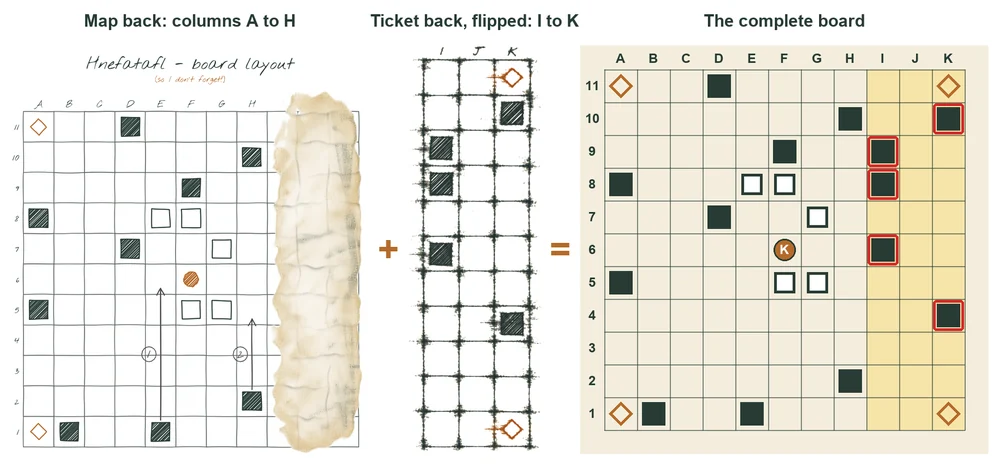 Map back: columns A to H
Ticket back, flipped: I to K
The complete board
Hnefatafl - board layout
(so I don't forget!)
A B C D E F G H
11
10
9
8
7
6
5
4
3
2
1
1 2
+
I J K
=
A B C D E F G H I J K
11
10
9
8
7
6
K
5
4
3
2
1